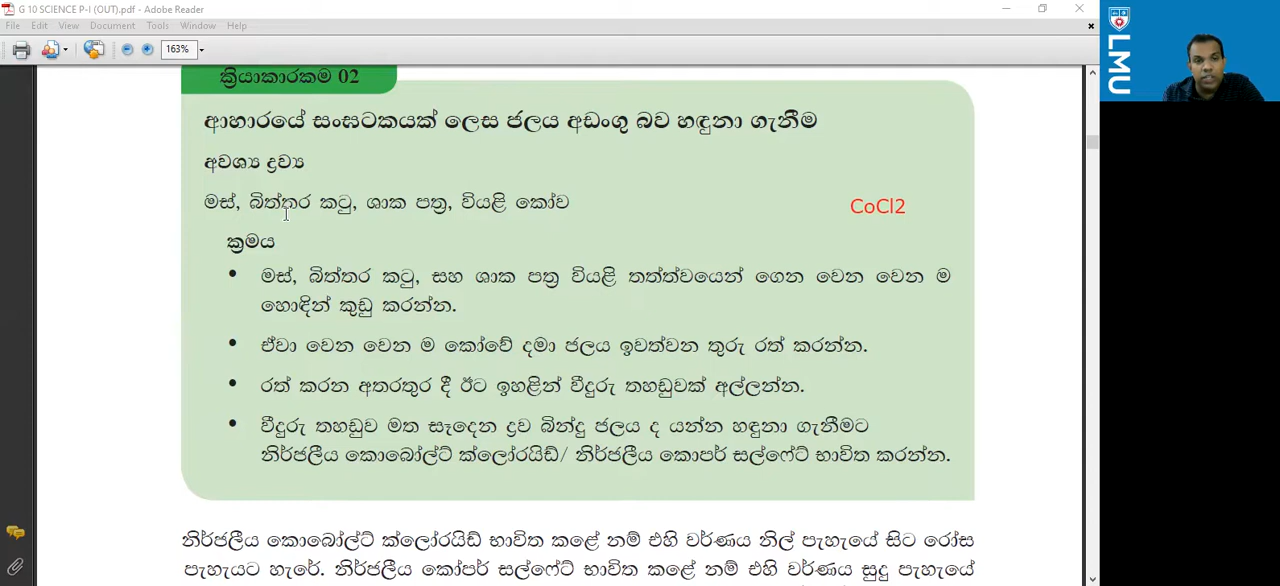 G 10 SCIENCE P-I (OUT).pdf - Adobe Reader
File Edit View Document Tools Window Help
163%
LMU
ක්‍රියාකාරකම 02
ආහාරයේ සංඝටකයක් ලෙස ජලය අඩංගු බව හඳුනා ගැනීම
අවශ්‍ය ද්‍රව්‍ය
මස්, බිත්තර කටු, ශාක පත්‍ර, වියළි කෝව
CoCl2
ක්‍රමය
• මස්, බිත්තර කටු, සහ ශාක පත්‍ර වියළි තත්ත්වයෙන් ගෙන වෙන වෙන ම
හොඳින් කුඩු කරන්න.
• ඒවා වෙන වෙන ම කෝවේ දමා ජලය ඉවත්වන තුරු රත් කරන්න.
• රත් කරන අතරතුර දී ඊට ඉහළින් වීදුරු තහඩුවක් අල්ලන්න.
• වීදුරු තහඩුව මත සෑදෙන ද්‍රව බින්දු ජලය ද යන්න හඳුනා ගැනීමට
නිර්ජලීය කොබෝල්ට් ක්ලෝරයිඩ්/ නිර්ජලීය කොපර් සල්ෆේට් භාවිත කරන්න.
නිර්ජලීය කොබෝල්ට් ක්ලෝරයිඩ් භාවිත කළේ නම් එහි වර්ණය නිල් පැහැයේ සිට රෝස
පැහැයට හැරේ. නිර්ජලීය කෝපර් සල්ෆේට් භාවිත කළේ නම් එහි වර්ණය සුදු පැහැයේ